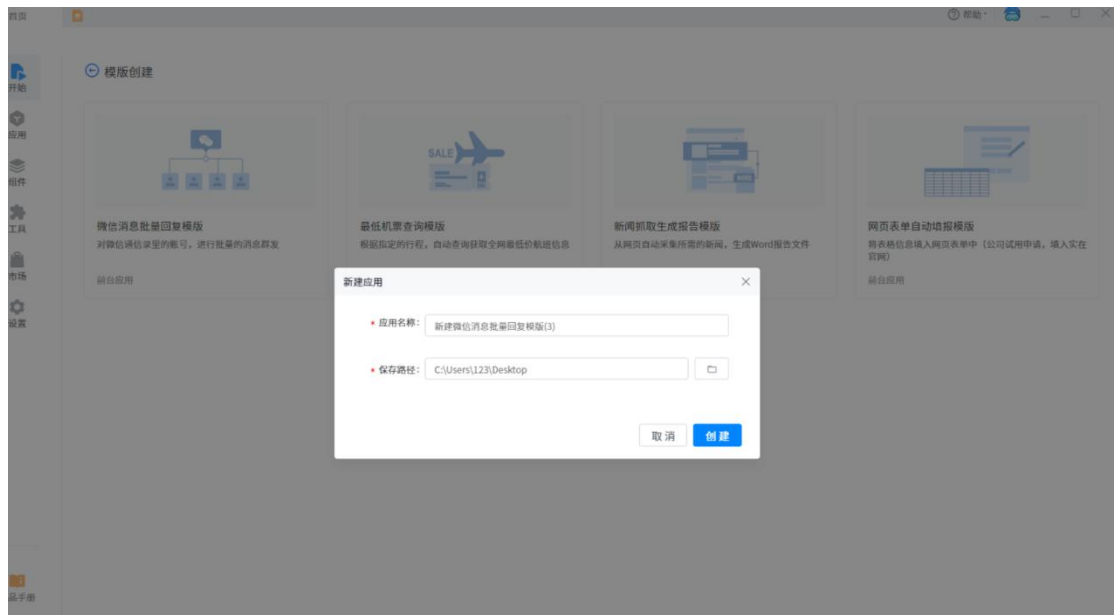 首页
帮助
开始
模版创建
应用
组件
SALE
工具
微信消息批量回复模版
最低机票查询模版
新闻抓取生成报告模版
网页表单自动填报模版
对微信通信录里的账号，进行批量的消息群发
根据拟定的行程，自动查询获取全网最低价航班信息
从网页自动采集所需的新闻，生成Word报告文件
将表格信息填入网页表单中（公司试用申请，填入实在
官网）
市场
前台应用
前台应用
设置
新建应用
* 应用名称：
新建微信消息批量回复模版(3)
* 保存路径：
C:\Users\123\Desktop
取 消
创 建
品手册